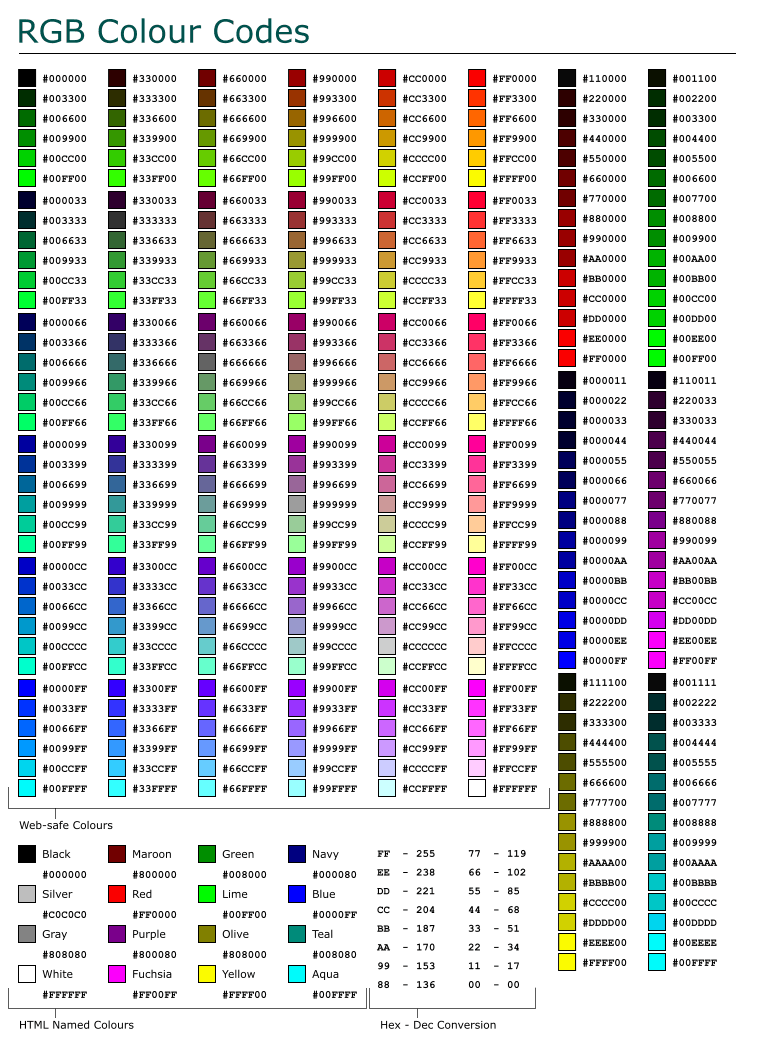 RGB Colour Codes
#000000 #330000 #660000 #990000 #CC0000 #FF0000
#003300 #333300 #663300 #993300 #CC3300 #FF3300
#006600 #336600 #666600 #996600 #CC6600 #FF6600
#009900 #339900 #669900 #999900 #CC9900 #FF9900
#00CC00 #33CC00 #66CC00 #99CC00 #CCCC00 #FFCC00
#00FF00 #33FF00 #66FF00 #99FF00 #CCFF00 #FFFF00
#000033 #330033 #660033 #990033 #CC0033 #FF0033
#003333 #333333 #663333 #993333 #CC3333 #FF3333
#006633 #336633 #666633 #996633 #CC6633 #FF6633
#009933 #339933 #669933 #999933 #CC9933 #FF9933
#00CC33 #33CC33 #66CC33 #99CC33 #CCCC33 #FFCC33
#00FF33 #33FF33 #66FF33 #99FF33 #CCFF33 #FFFF33
#000066 #330066 #660066 #990066 #CC0066 #FF0066
#003366 #333366 #663366 #993366 #CC3366 #FF3366
#006666 #336666 #666666 #996666 #CC6666 #FF6666
#009966 #339966 #669966 #999966 #CC9966 #FF9966
#00CC66 #33CC66 #66CC66 #99CC66 #CCCC66 #FFCC66
#00FF66 #33FF66 #66FF66 #99FF66 #CCFF66 #FFFF66
#000099 #330099 #660099 #990099 #CC0099 #FF0099
#003399 #333399 #663399 #993399 #CC3399 #FF3399
#006699 #336699 #666699 #996699 #CC6699 #FF6699
#009999 #339999 #669999 #999999 #CC9999 #FF9999
#00CC99 #33CC99 #66CC99 #99CC99 #CCCC99 #FFCC99
#00FF99 #33FF99 #66FF99 #99FF99 #CCFF99 #FFFF99
#0000CC #3300CC #6600CC #9900CC #CC00CC #FF00CC
#0033CC #3333CC #6633CC #9933CC #CC33CC #FF33CC
#0066CC #3366CC #6666CC #9966CC #CC66CC #FF66CC
#0099CC #3399CC #6699CC #9999CC #CC99CC #FF99CC
#00CCCC #33CCCC #66CCCC #99CCCC #CCCCCC #FFCCCC
#00FFCC #33FFCC #66FFCC #99FFCC #CCFFCC #FFFFCC
#0000FF #3300FF #6600FF #9900FF #CC00FF #FF00FF
#0033FF #3333FF #6633FF #9933FF #CC33FF #FF33FF
#0066FF #3366FF #6666FF #9966FF #CC66FF #FF66FF
#0099FF #3399FF #6699FF #9999FF #CC99FF #FF99FF
#00CCFF #33CCFF #66CCFF #99CCFF #CCCCFF #FFCCFF
#00FFFF #33FFFF #66FFFF #99FFFF #CCFFFF #FFFFFF
Web-safe Colours
#110000 #001100
#220000 #002200
#330000 #003300
#440000 #004400
#550000 #005500
#660000 #006600
#770000 #007700
#880000 #008800
#990000 #009900
#AA0000 #00AA00
#BB0000 #00BB00
#CC0000 #00CC00
#DD0000 #00DD00
#EE0000 #00EE00
#FF0000 #00FF00
#000011 #110011
#000022 #220033
#000033 #330033
#000044 #440044
#000055 #550055
#000066 #660066
#000077 #770077
#000088 #880088
#000099 #990099
#0000AA #AA00AA
#0000BB #BB00BB
#0000CC #CC00CC
#0000DD #DD00DD
#0000EE #EE00EE
#0000FF #FF00FF
#111100 #001111
#222200 #002222
#333300 #003333
#444400 #004444
#555500 #005555
#666600 #006666
#777700 #007777
#888800 #008888
#999900 #009999
#AAAA00 #00AAAA
#BBBB00 #00BBBB
#CCCC00 #00CCCC
#DDDD00 #00DDDD
#EEEE00 #00EEEE
#FFFF00 #00FFFF
Black Maroon Green Navy
#000000 #800000 #008000 #000080
Silver Red Lime Blue
#C0C0C0 #FF0000 #00FF00 #0000FF
Gray Purple Olive Teal
#808080 #800080 #808000 #008080
White Fuchsia Yellow Aqua
#FFFFFF #FF00FF #FFFF00 #00FFFF
HTML Named Colours
FF - 255 77 - 119
EE - 238 66 - 102
DD - 221 55 - 85
CC - 204 44 - 68
BB - 187 33 - 51
AA - 170 22 - 34
99 - 153 11 - 17
88 - 136 00 - 00
Hex - Dec Conversion